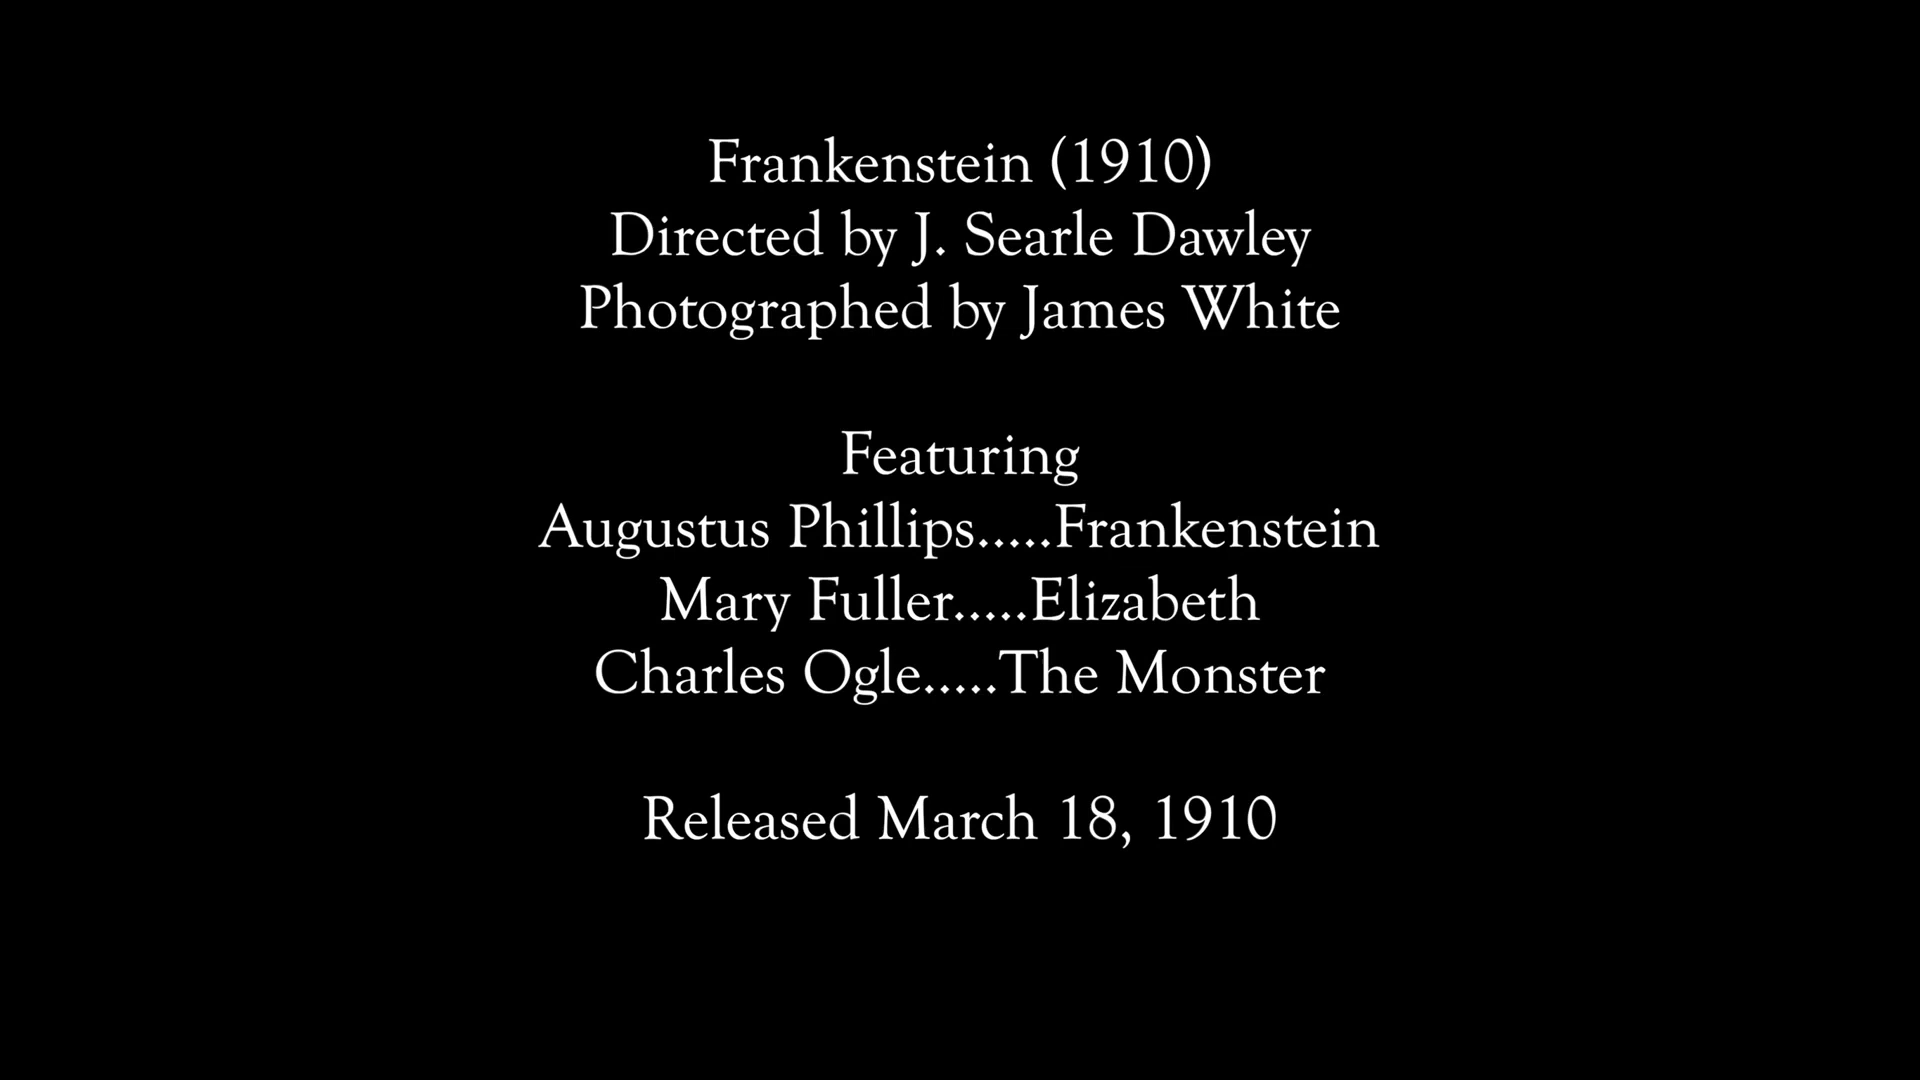 Frankenstein (1910)
Directed by J. Searle Dawley
Photographed by James White
Featuring
Augustus Phillips.....Frankenstein
Mary Fuller.....Elizabeth
Charles Ogle.....The Monster
Released March 18, 1910